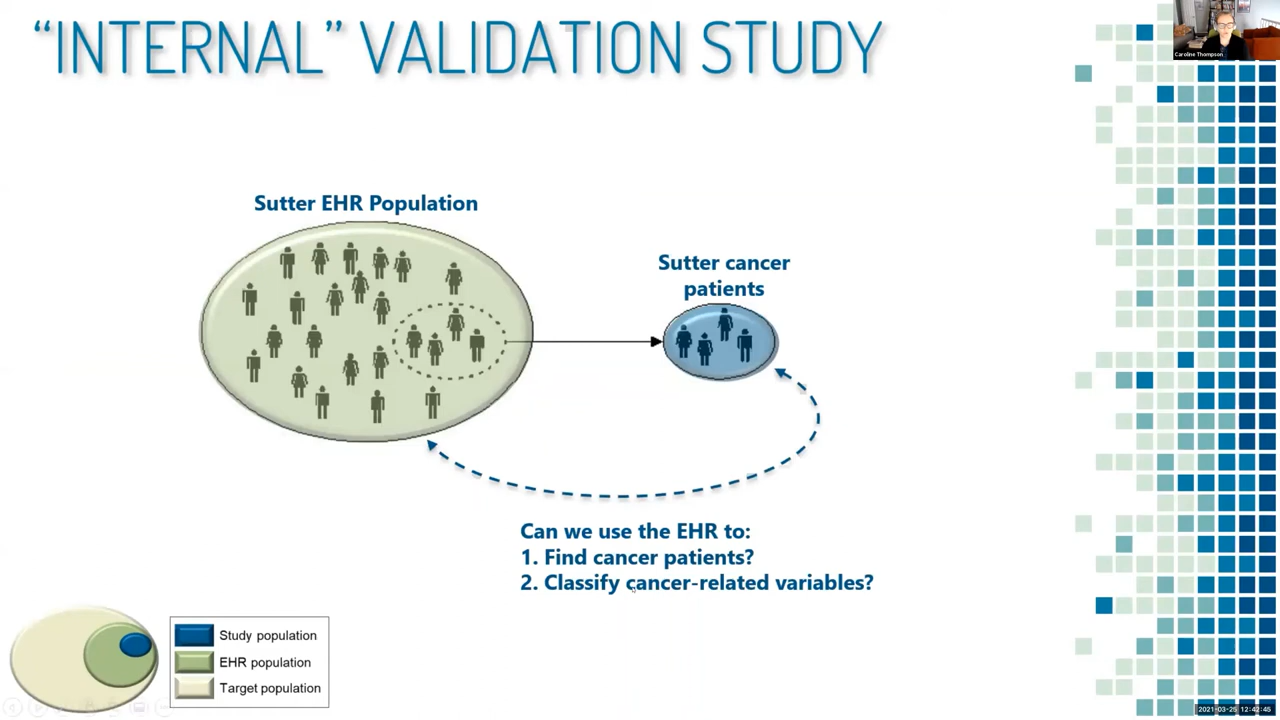 “INTERNAL” VALIDATION STUDY
Caroline Thompson
Sutter EHR Population
Sutter cancer
patients
Can we use the EHR to:
1. Find cancer patients?
2. Classify cancer-related variables?
Study population
EHR population
Target population
2021-03-25 12:42:45